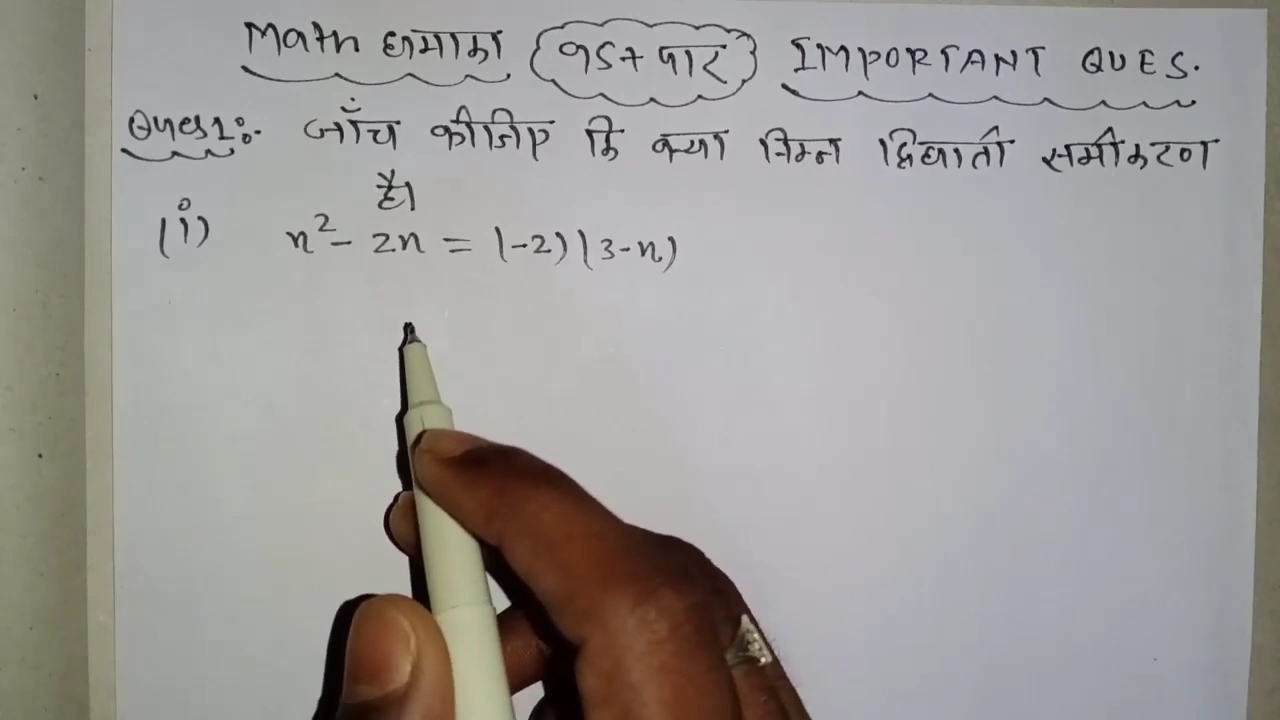 Math धमाका 95+ पार IMPORTANT QUES.
Ques1:- जाँच कीजिए कि क्या निम्न द्विघाती समीकरण
है।
(i) x² - 2x = (-2)(3-x)